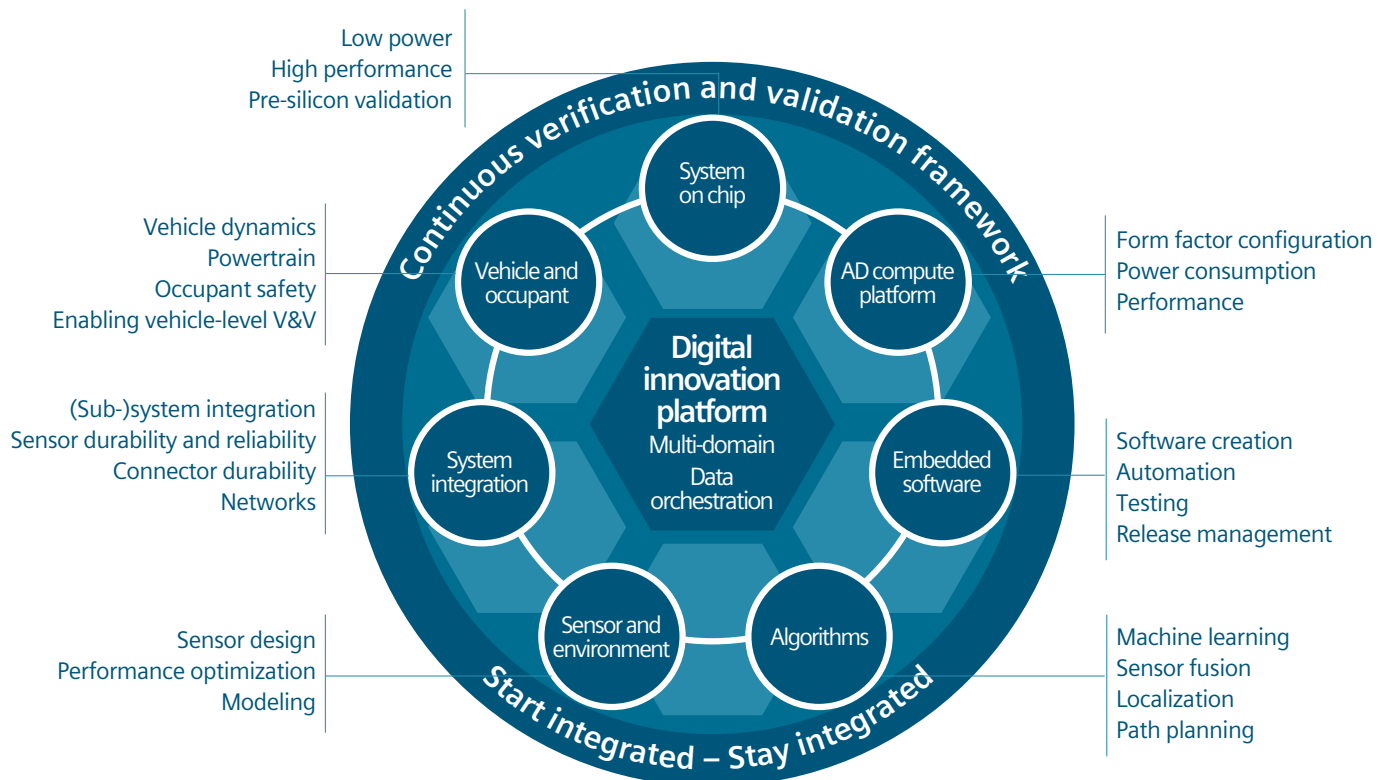 Low power
High performance
Pre-silicon validation
Continuous verification and validation framework
System
on chip
Vehicle dynamics
Powertrain
Occupant safety
Enabling vehicle-level V&V
Vehicle and
occupant
AD compute
platform
Form factor configuration
Power consumption
Performance
Digital
innovation
platform
Multi-domain
Data
orchestration
(Sub-)system integration
Sensor durability and reliability
Connector durability
Networks
System
integration
Embedded
software
Software creation
Automation
Testing
Release management
Sensor design
Performance optimization
Modeling
Sensor and
environment
Algorithms
Machine learning
Sensor fusion
Localization
Path planning
Start integrated – Stay integrated